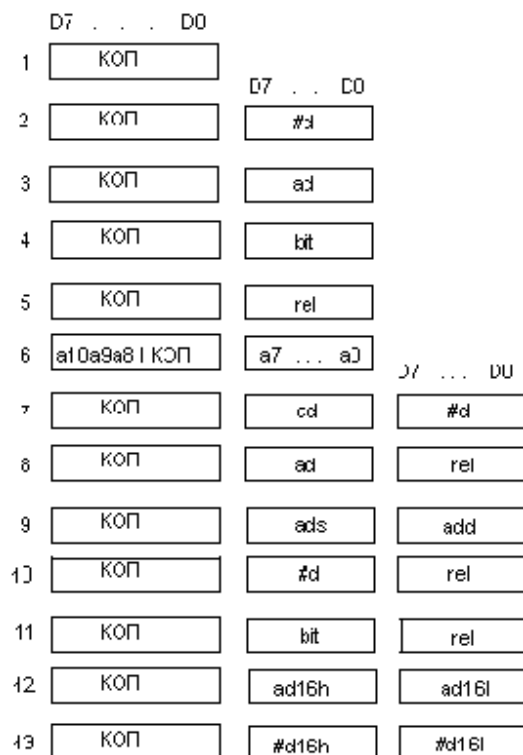 D7 . . . D0
1 КОП
D7 . . D0
2 КОП #d
3 КОП ad
4 КОП bit
5 КОП rel
6 a10a9a8 I КОП a7 ... a0
D7 ... D0
7 КОП #d
8 КОП ad rel
9 КОП ads add
10 КОП #d rel
11 КОП bit rel
12 КОП ad16h ad16l
13 КОП #d16h #d16l